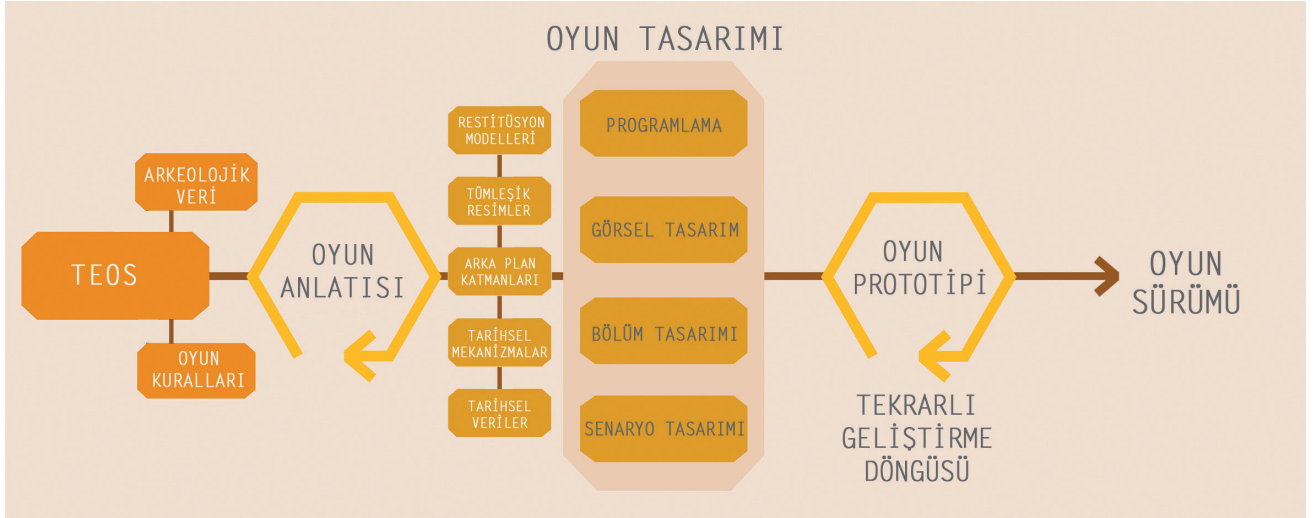 OYUN TASARIMI
ARKEOLOJİK
VERİ
TEOS
OYUN
KURALLARI
OYUN
ANLATISI
RESTİTÜSYON
MODELLERİ
TÜMLEŞİK
RESİMLER
ARKA PLAN
KATMANLARI
TARİHSEL
MEKANİZMALAR
TARİHSEL
VERİLER
PROGRAMLAMA
GÖRSEL TASARIM
BÖLÜM TASARIMI
SENARYO TASARIMI
OYUN
PROTOTİPİ
TEKRARLI
GELİŞTİRME
DÖNGÜSÜ
OYUN
SÜRÜMÜ